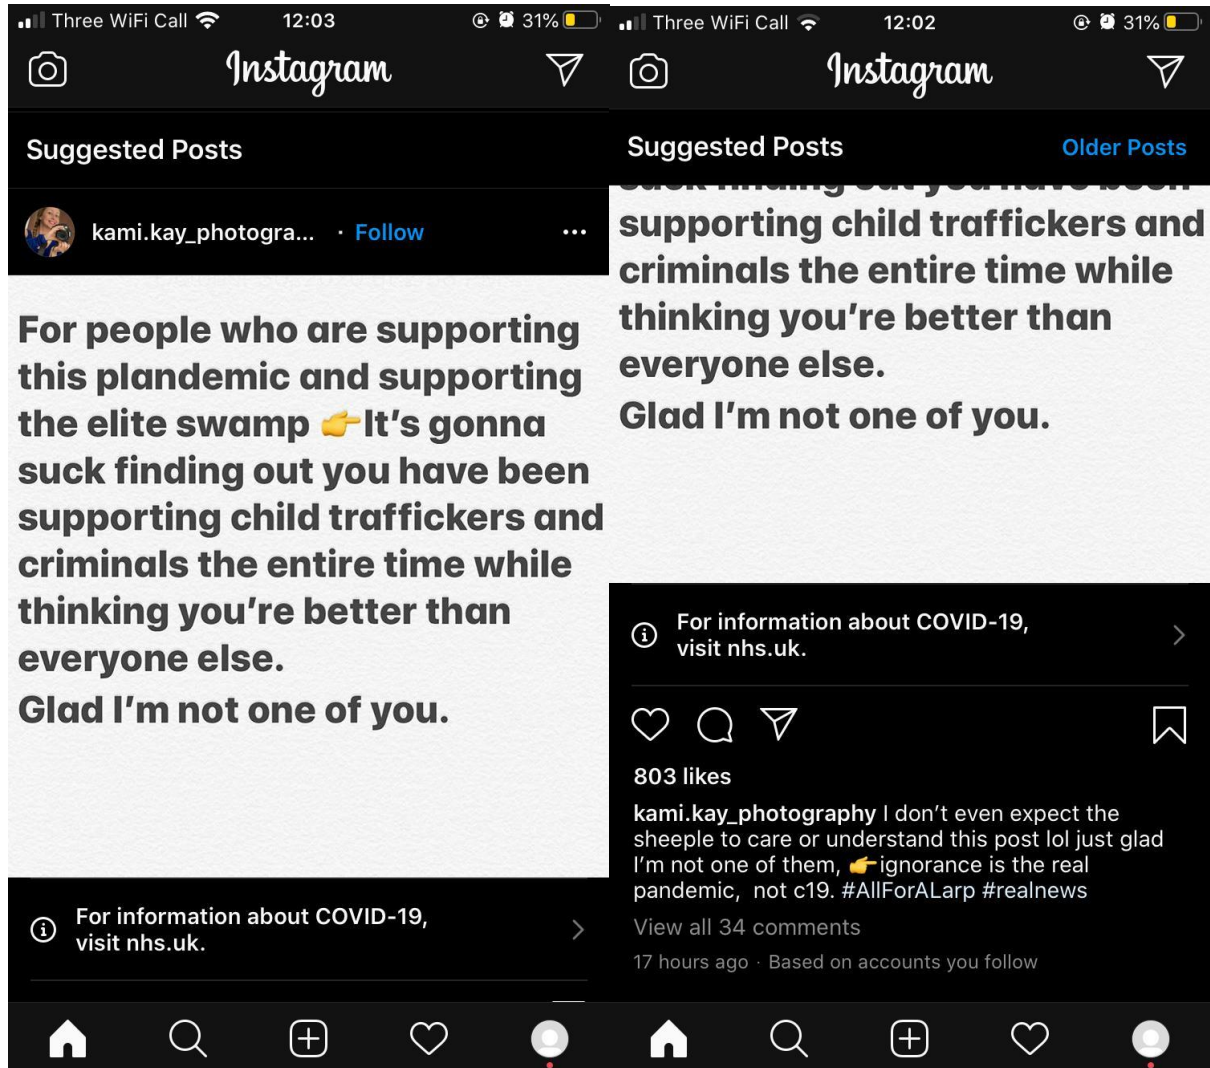 Three WiFi Call 12:03 31%
Instagram
Suggested Posts
kami.kay_photogra... · Follow ...
For people who are supporting
this plandemic and supporting
the elite swamp 👉It's gonna
suck finding out you have been
supporting child traffickers and
criminals the entire time while
thinking you're better than
everyone else.
Glad I'm not one of you.
For information about COVID-19,
visit nhs.uk.
Three WiFi Call 12:02 31%
Instagram
Suggested Posts Older Posts
suck finding out you have been
supporting child traffickers and
criminals the entire time while
thinking you're better than
everyone else.
Glad I'm not one of you.
For information about COVID-19,
visit nhs.uk.
803 likes
kami.kay_photography I don't even expect the
sheeple to care or understand this post lol just glad
I'm not one of them, 👉ignorance is the real
pandemic, not c19. #AllForALarp #realnews
View all 34 comments
17 hours ago · Based on accounts you follow